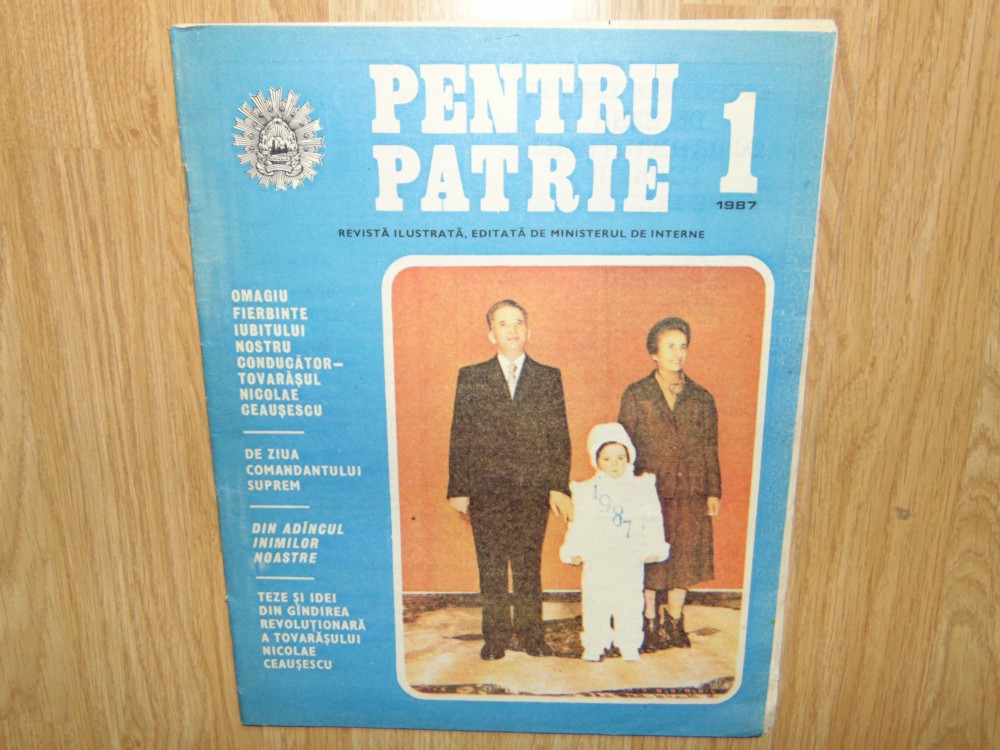 PENTRU
PATRIE
1
1987
REVISTĂ ILUSTRATĂ, EDITATĂ DE MINISTERUL DE INTERNE
OMAGIU
FIERBINTE
IUBITULUI
NOSTRU
CONDUCĂTOR—
TOVARĂŞUL
NICOLAE
CEAUŞESCU
DE ZIUA
COMANDANTULUI
SUPREM
DIN ADÎNCUL
INIMILOR
NOASTRE
TEZE ŞI IDEI
DIN GÎNDIREA
REVOLUŢIONARĂ
A TOVARĂŞULUI
NICOLAE
CEAUŞESCU
1987